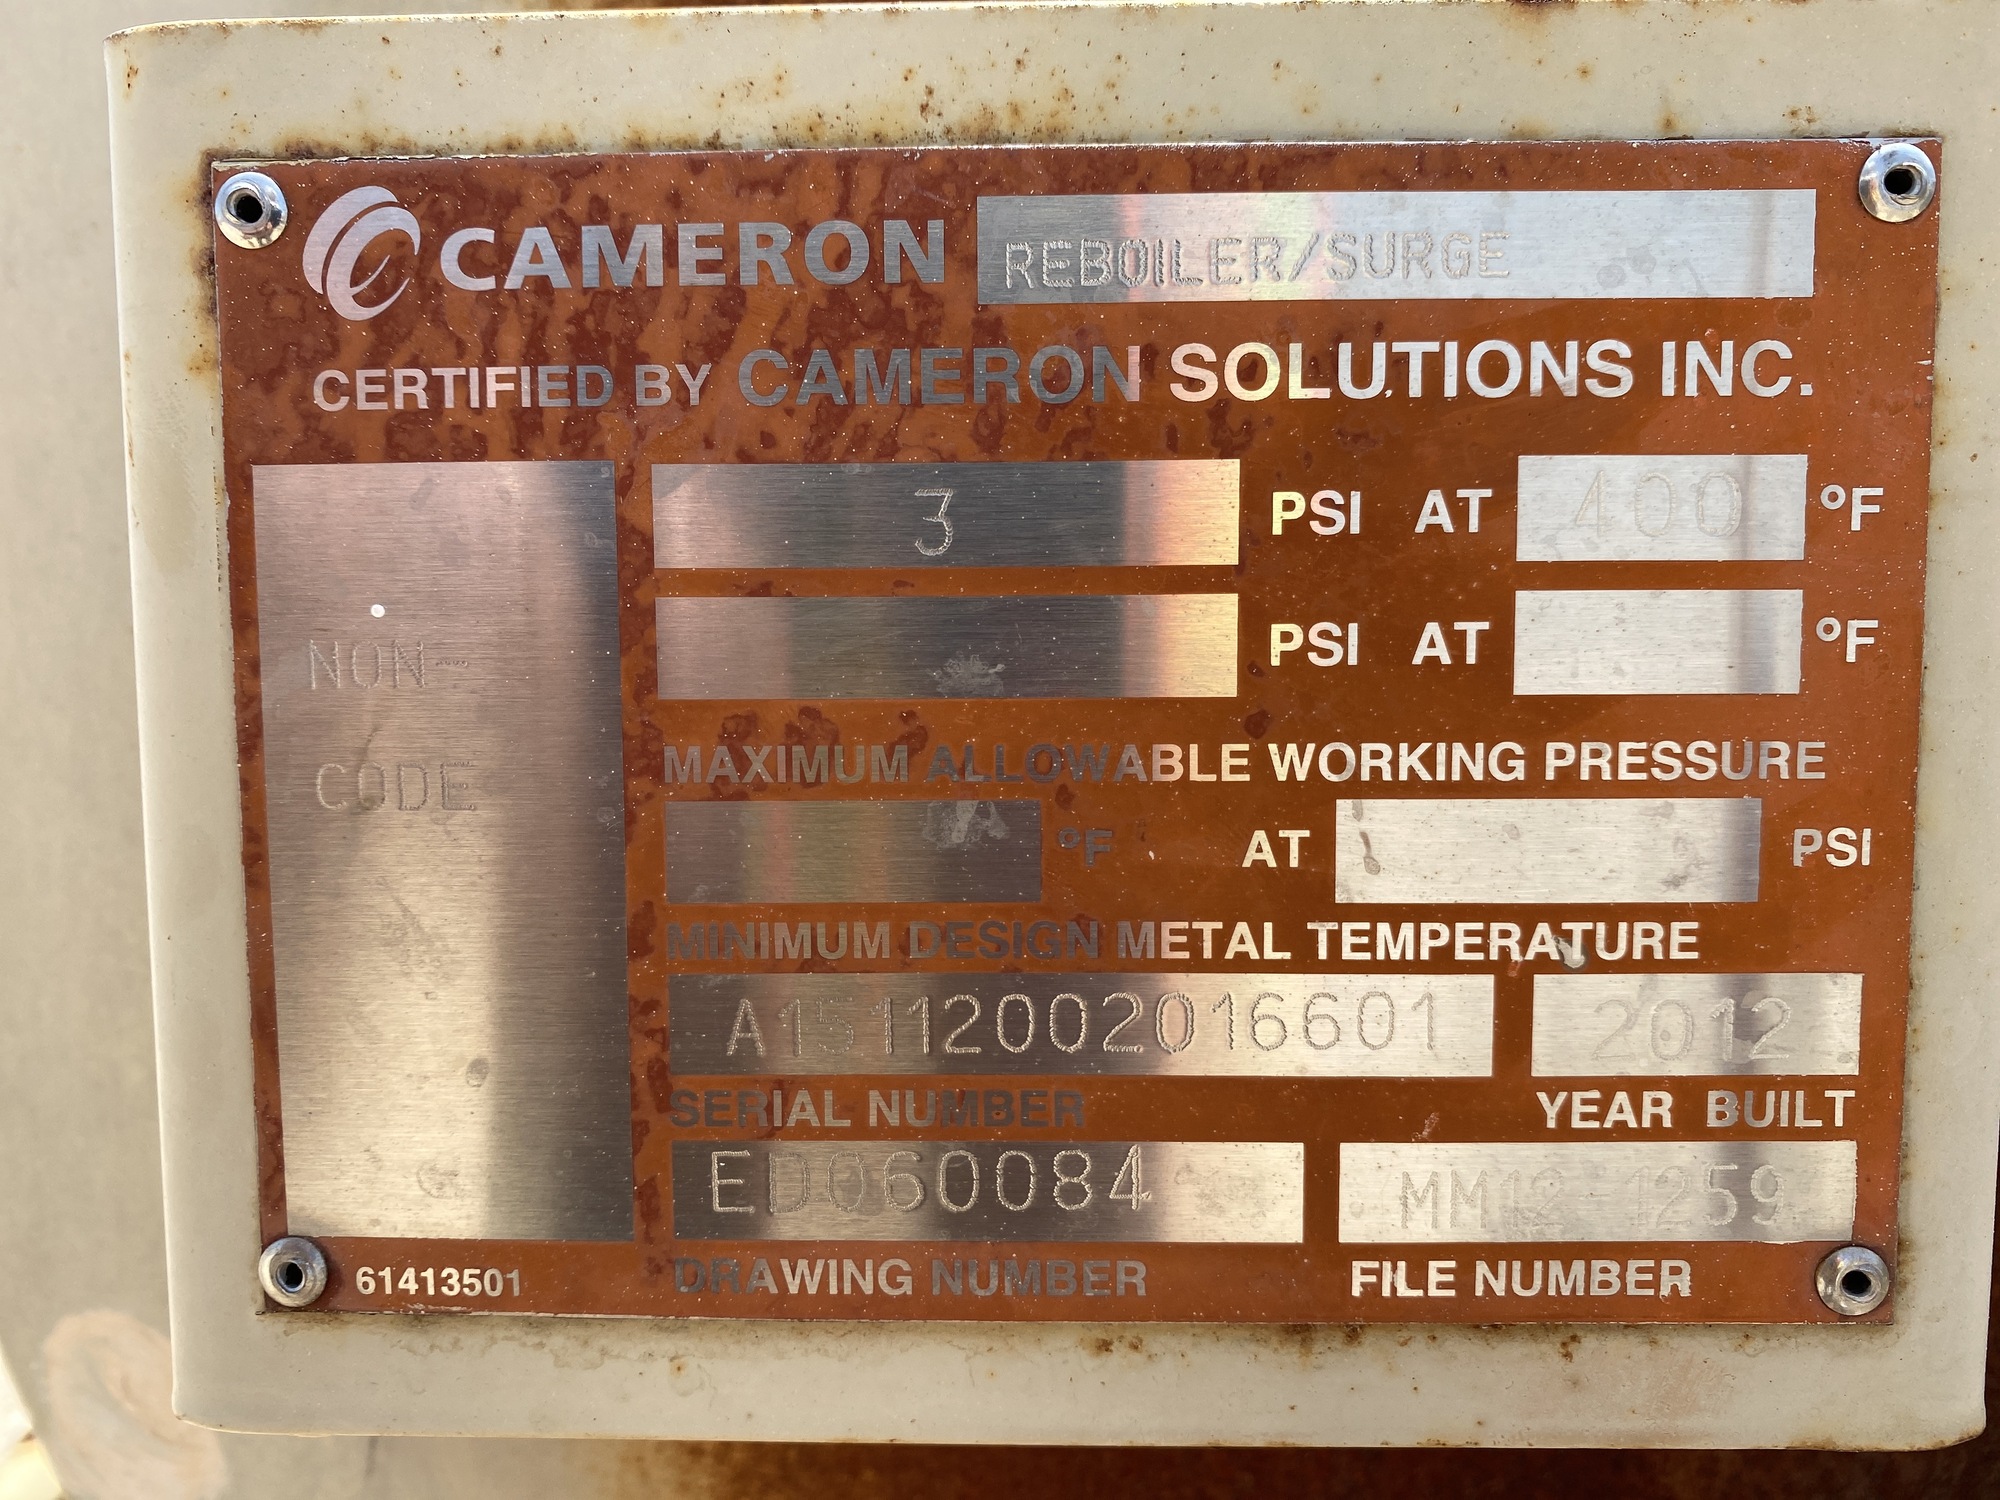 CAMERON REBOILER/SURGE
CERTIFIED BY CAMERON SOLUTIONS INC.
3 PSI AT 400 °F
PSI AT °F
NON-
CODE
MAXIMUM ALLOWABLE WORKING PRESSURE
°F AT PSI
MINIMUM DESIGN METAL TEMPERATURE
A15112002016601 2012
SERIAL NUMBER YEAR BUILT
ED060084 MM12-1259
DRAWING NUMBER FILE NUMBER
61413501